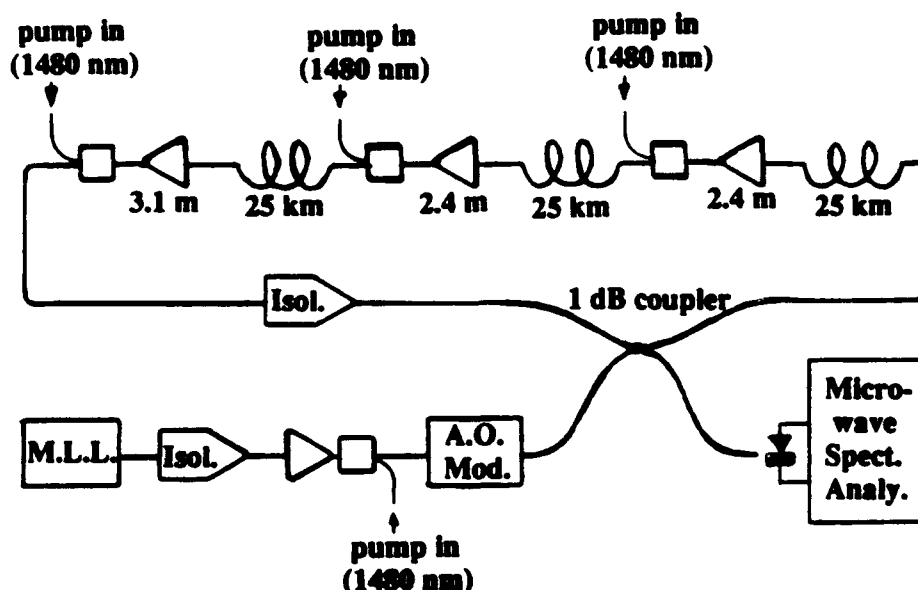 pump in
(1480 nm)
pump in
(1480 nm)
pump in
(1480 nm)
3.1 m
25 km
2.4 m
25 km
2.4 m
25 km
Isol.
1 dB coupler
M.L.L.
Isol.
A.O.
Mod.
Micro-
wave
Spect.
Analy.
pump in
(1480 nm)